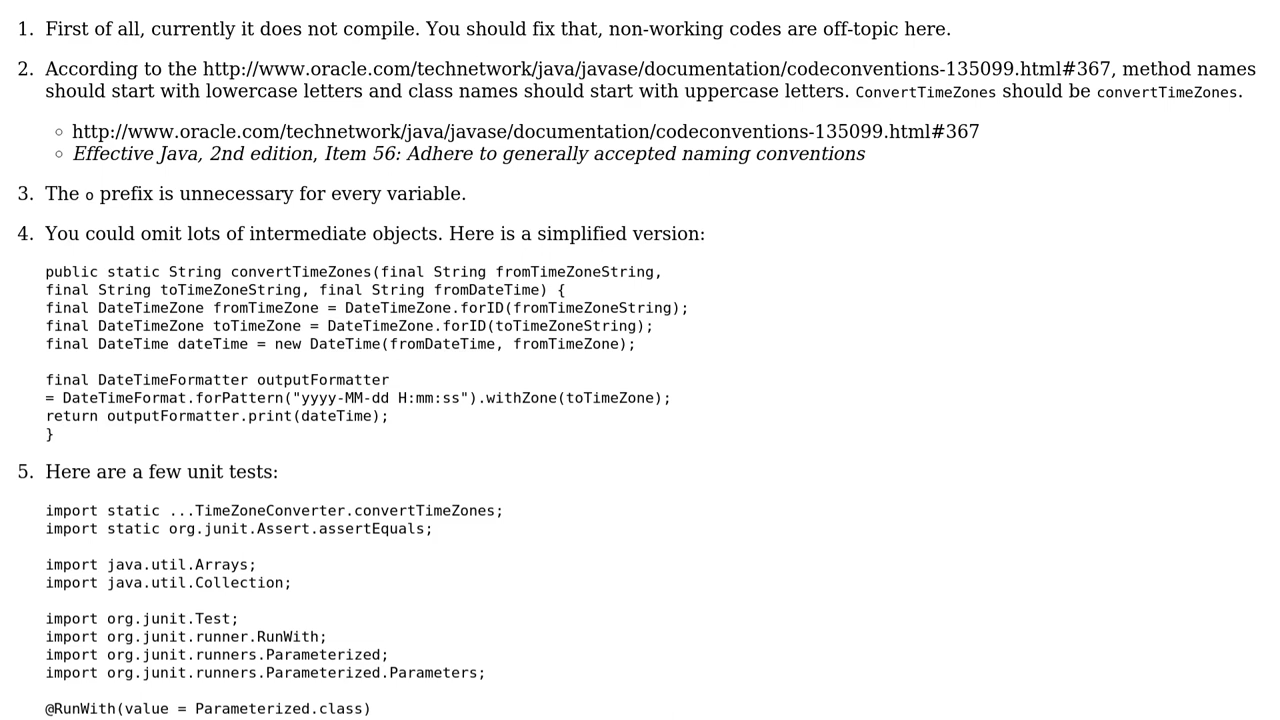 1. First of all, currently it does not compile. You should fix that, non-working codes are off-topic here.
2. According to the http://www.oracle.com/technetwork/java/javase/documentation/codeconventions-135099.html#367, method names
should start with lowercase letters and class names should start with uppercase letters. ConvertTimeZones should be convertTimeZones.
◦ http://www.oracle.com/technetwork/java/javase/documentation/codeconventions-135099.html#367
◦ Effective Java, 2nd edition, Item 56: Adhere to generally accepted naming conventions
3. The o prefix is unnecessary for every variable.
4. You could omit lots of intermediate objects. Here is a simplified version:
public static String convertTimeZones(final String fromTimeZoneString,
final String toTimeZoneString, final String fromDateTime) {
final DateTimeZone fromTimeZone = DateTimeZone.forID(fromTimeZoneString);
final DateTimeZone toTimeZone = DateTimeZone.forID(toTimeZoneString);
final DateTime dateTime = new DateTime(fromDateTime, fromTimeZone);

final DateTimeFormatter outputFormatter
= DateTimeFormat.forPattern("yyyy-MM-dd H:mm:ss").withZone(toTimeZone);
return outputFormatter.print(dateTime);
}
5. Here are a few unit tests:
import static ...TimeZoneConverter.convertTimeZones;
import static org.junit.Assert.assertEquals;

import java.util.Arrays;
import java.util.Collection;

import org.junit.Test;
import org.junit.runner.RunWith;
import org.junit.runners.Parameterized;
import org.junit.runners.Parameterized.Parameters;

@RunWith(value = Parameterized.class)